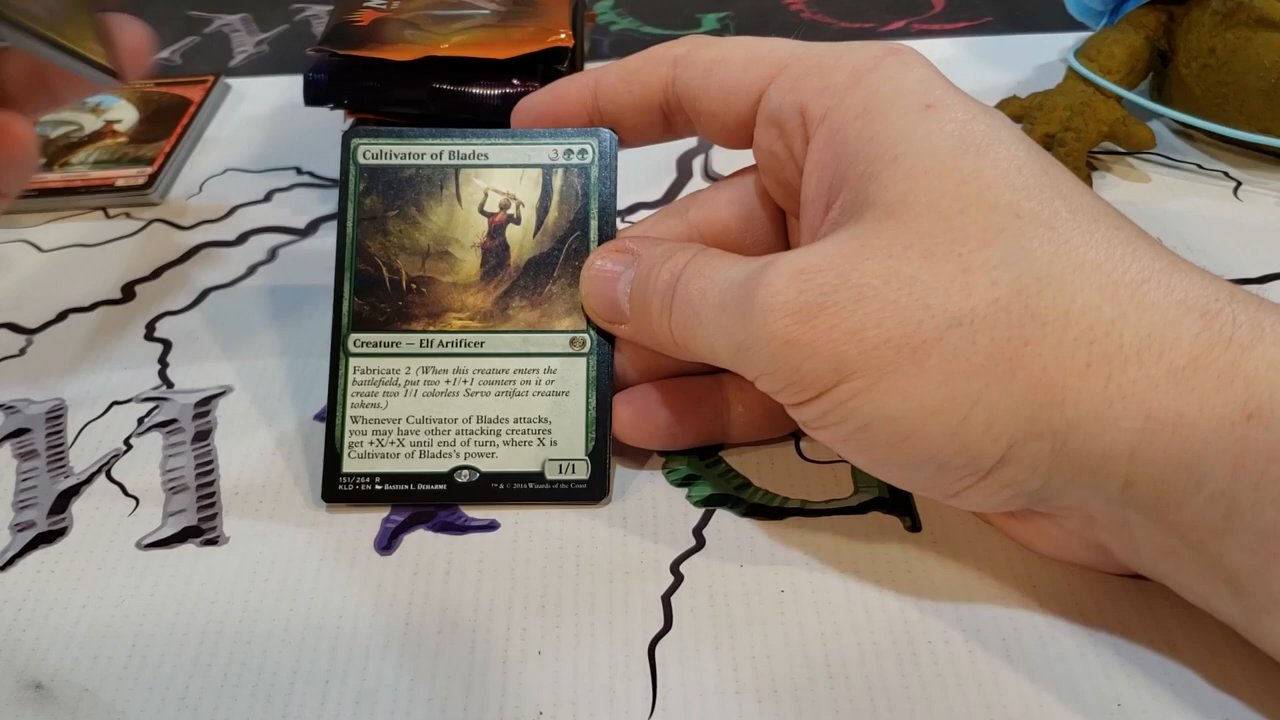 Cultivator of Blades 3
Creature — Elf Artificer
Fabricate 2 (When this creature enters the
battlefield, put two +1/+1 counters on it or
create two 1/1 colorless Servo artifact creature
tokens.)
Whenever Cultivator of Blades attacks,
you may have other attacking creatures
get +X/+X until end of turn, where X is
Cultivator of Blades's power.
1/1
151/264 R
KLD • EN Bastien L. Deharme
™ & © 2016 Wizards of the Coast